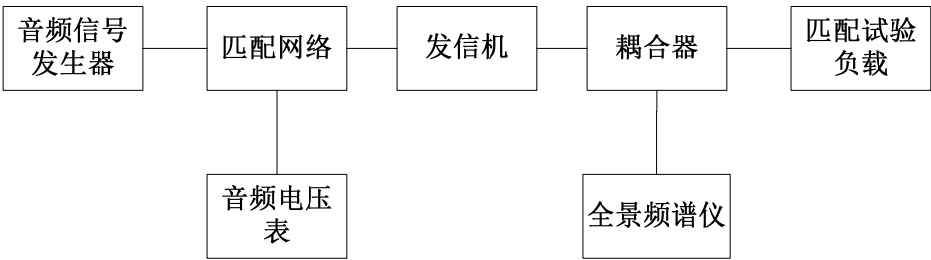 音频信号
发生器
匹配网络
发信机
耦合器
匹配试验
负载
音频电压
表
全景频谱仪